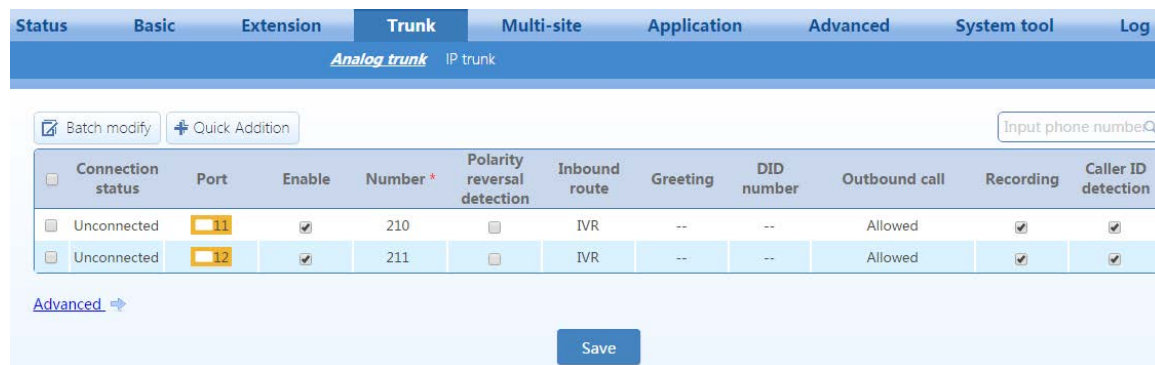 Status Basic Extension Trunk Multi-site Application Advanced System tool Log
Analog trunk IP trunk
Batch modify Quick Addition Input phone number
Connection status Port Enable Number * Polarity reversal detection Inbound route Greeting DID number Outbound call Recording Caller ID detection
Unconnected 11 210 IVR -- -- Allowed
Unconnected 12 211 IVR -- -- Allowed
Advanced
Save